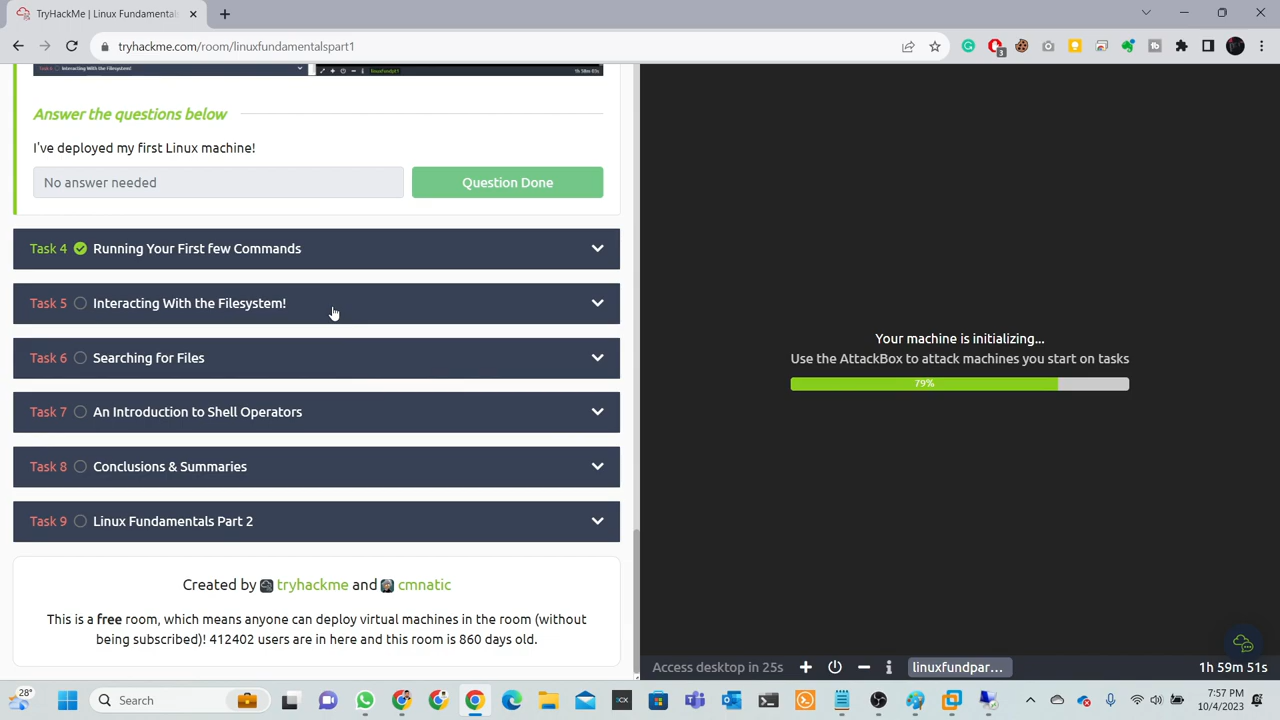 TryHackMe | Linux Fundamental
tryhackme.com/room/linuxfundamentalspart1
3
Answer the questions below
I've deployed my first Linux machine!
No answer needed
Question Done
Task 4 Running Your First few Commands
Task 5 Interacting With the Filesystem!
Task 6 Searching for Files
Task 7 An Introduction to Shell Operators
Task 8 Conclusions & Summaries
Task 9 Linux Fundamentals Part 2
Created by tryhackme and cmnatic
This is a free room, which means anyone can deploy virtual machines in the room (without
being subscribed)! 412402 users are in here and this room is 860 days old.
Your machine is initializing...
Use the AttackBox to attack machines you start on tasks
79%
Access desktop in 25s
linuxfundpar...
1h 59m 51s
28°
Search
7:57 PM
10/4/2023